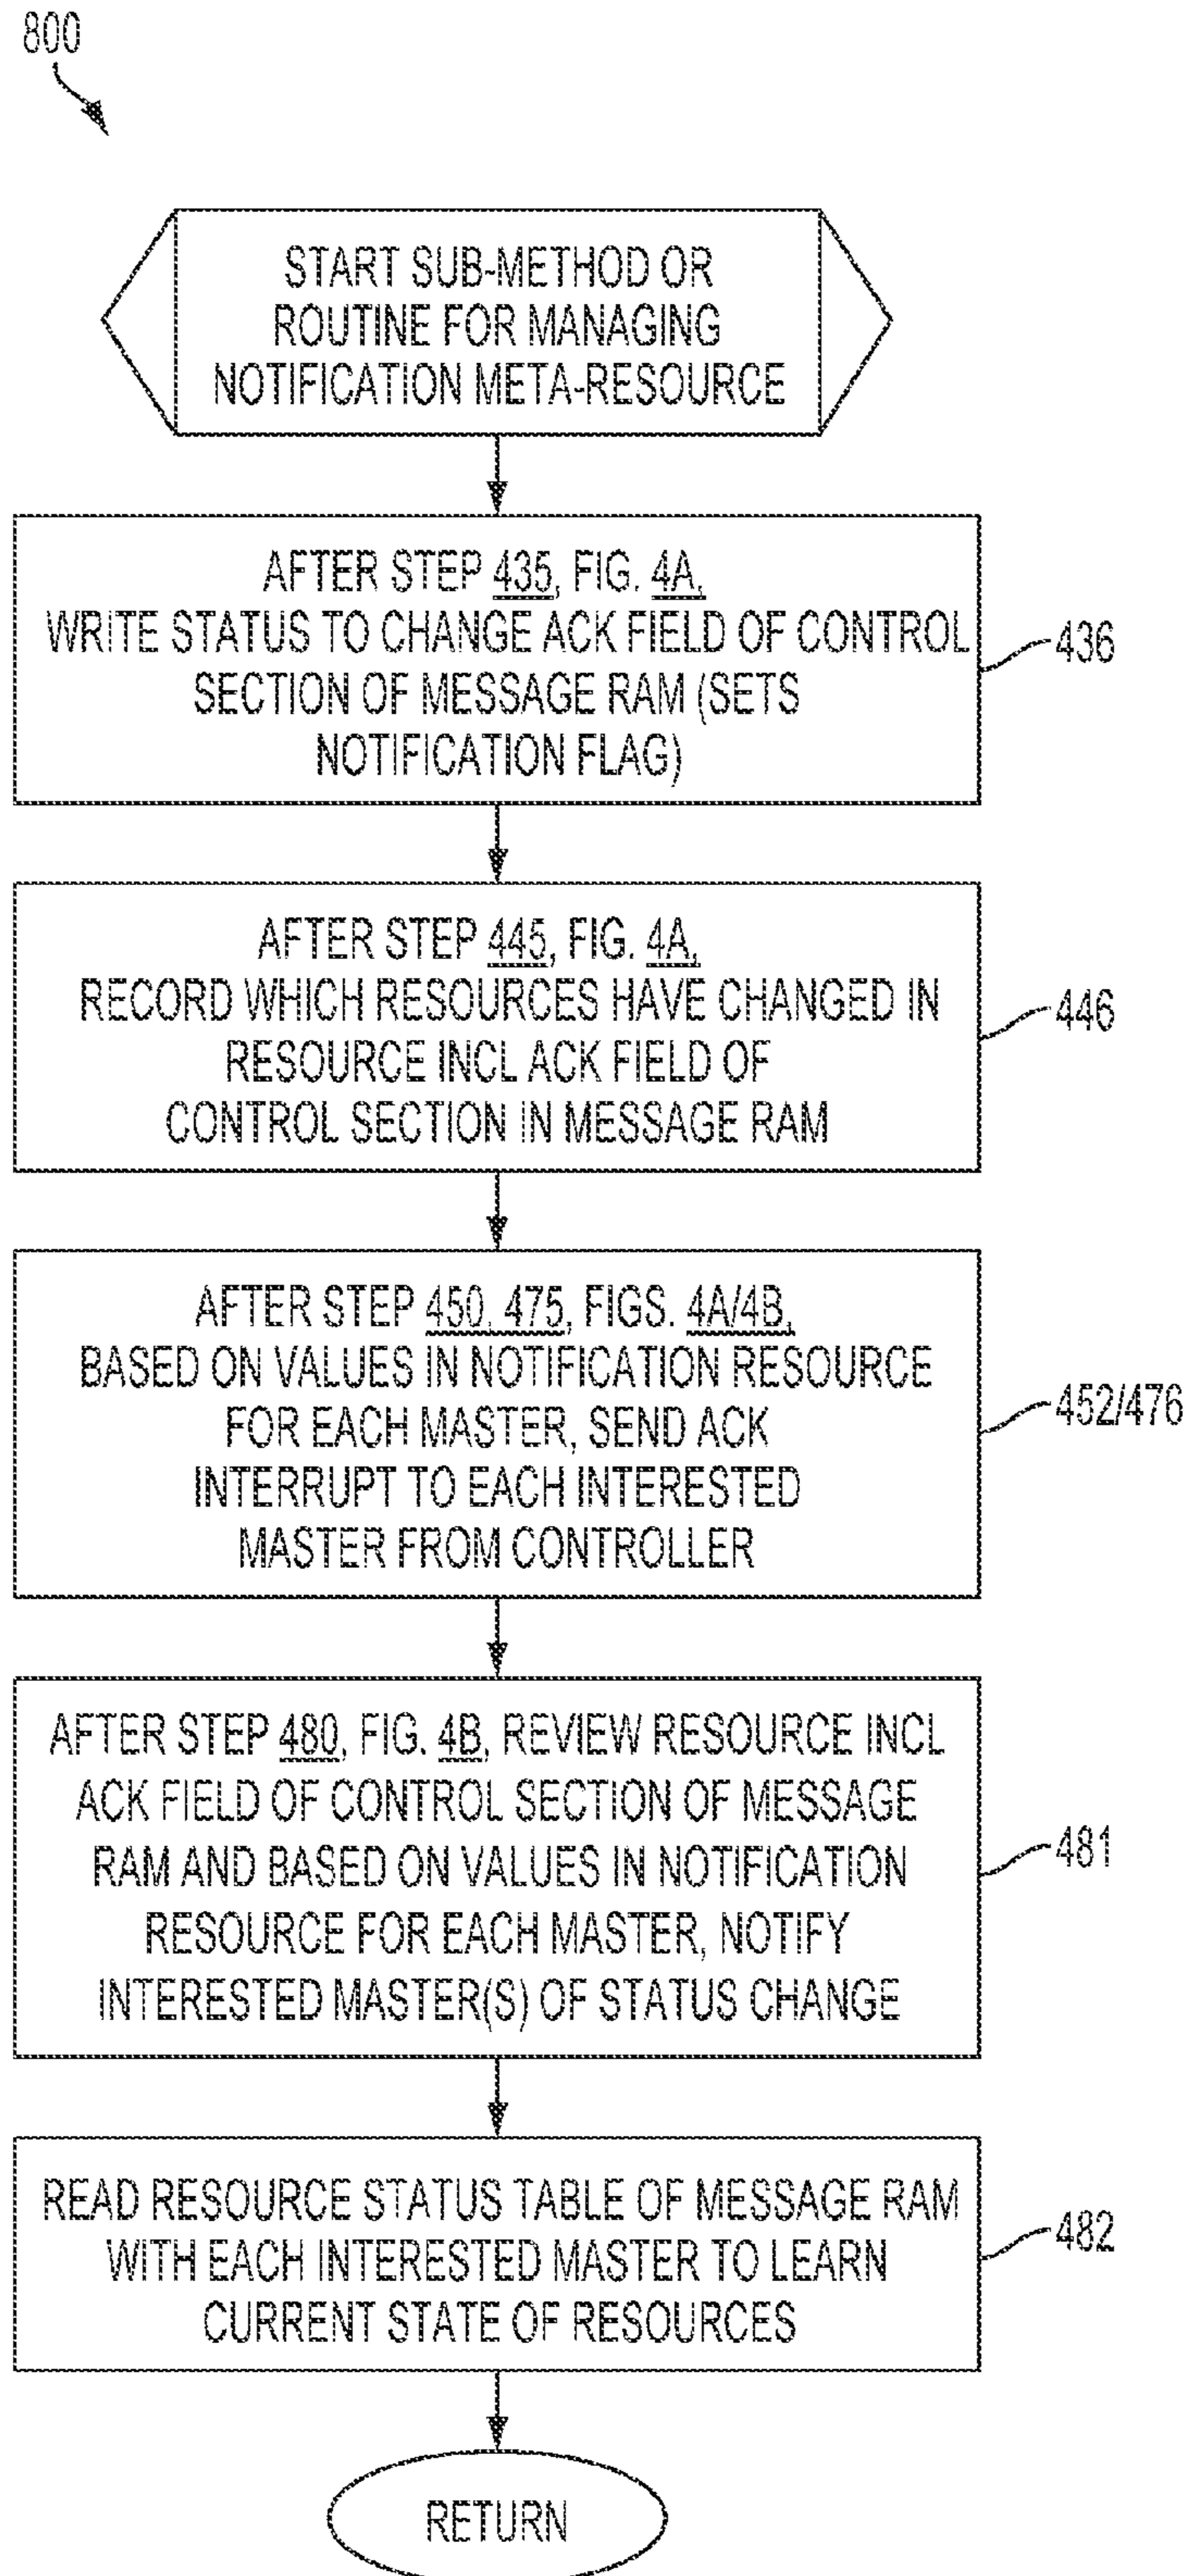 800
START SUB-METHOD OR
ROUTINE FOR MANAGING
NOTIFICATION META-RESOURCE
AFTER STEP 435, FIG. 4A,
WRITE STATUS TO CHANGE ACK FIELD OF CONTROL
SECTION OF MESSAGE RAM (SETS
NOTIFICATION FLAG)
436
AFTER STEP 445, FIG. 4A,
RECORD WHICH RESOURCES HAVE CHANGED IN
RESOURCE INCL ACK FIELD OF
CONTROL SECTION IN MESSAGE RAM
446
AFTER STEP 450, 475, FIGS. 4A/4B,
BASED ON VALUES IN NOTIFICATION RESOURCE
FOR EACH MASTER, SEND ACK
INTERRUPT TO EACH INTERESTED
MASTER FROM CONTROLLER
452/476
AFTER STEP 480, FIG. 4B, REVIEW RESOURCE INCL
ACK FIELD OF CONTROL SECTION OF MESSAGE
RAM AND BASED ON VALUES IN NOTIFICATION
RESOURCE FOR EACH MASTER, NOTIFY
INTERESTED MASTER(S) OF STATUS CHANGE
481
READ RESOURCE STATUS TABLE OF MESSAGE RAM
WITH EACH INTERESTED MASTER TO LEARN
CURRENT STATE OF RESOURCES
482
RETURN